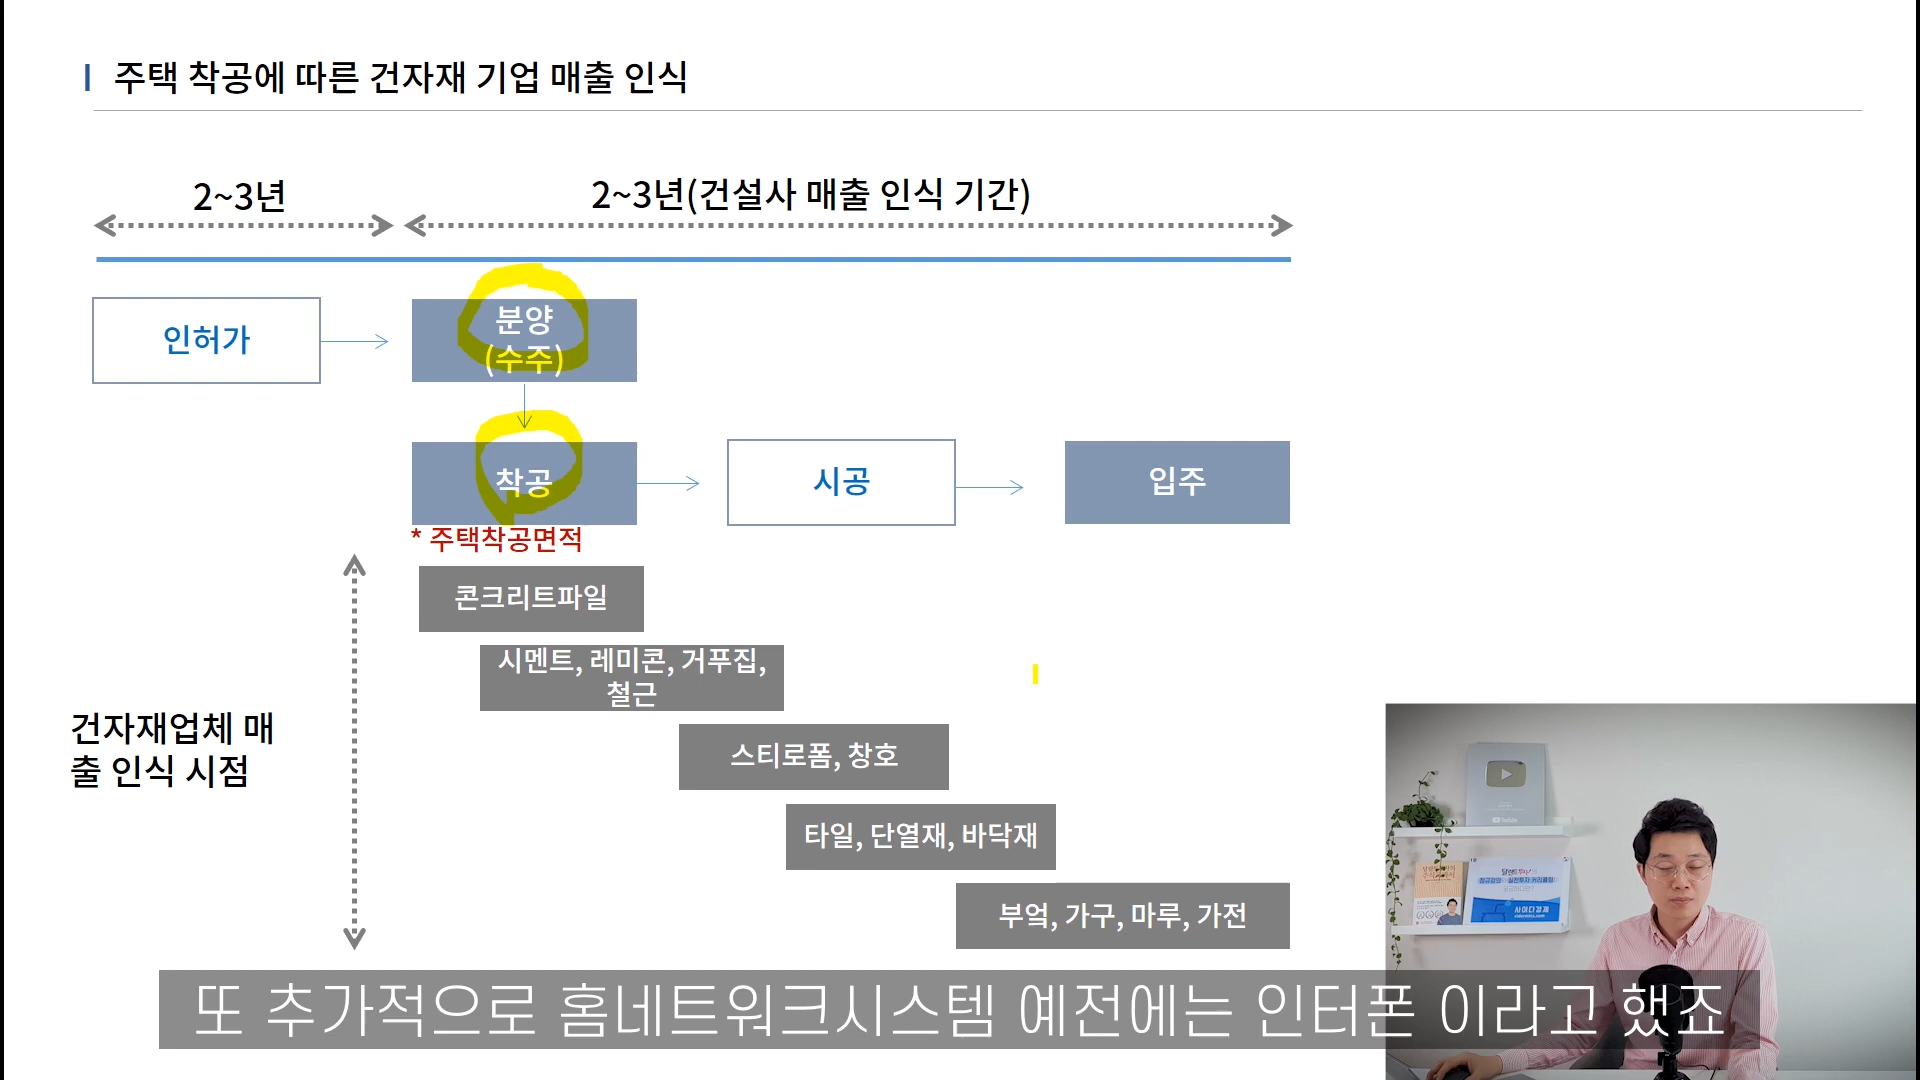 주택 착공에 따른 건자재 기업 매출 인식
2~3년
2~3년(건설사 매출 인식 기간)
인허가
분양
(수주)
착공
시공
입주
* 주택착공면적
콘크리트파일
시멘트, 레미콘, 거푸집,
철근
스티로폼, 창호
타일, 단열재, 바닥재
부엌, 가구, 마루, 가전
건자재업체 매
출 인식 시점
사이다경제
또 추가적으로 홈네트워크시스템 예전에는 인터폰 이라고 했죠